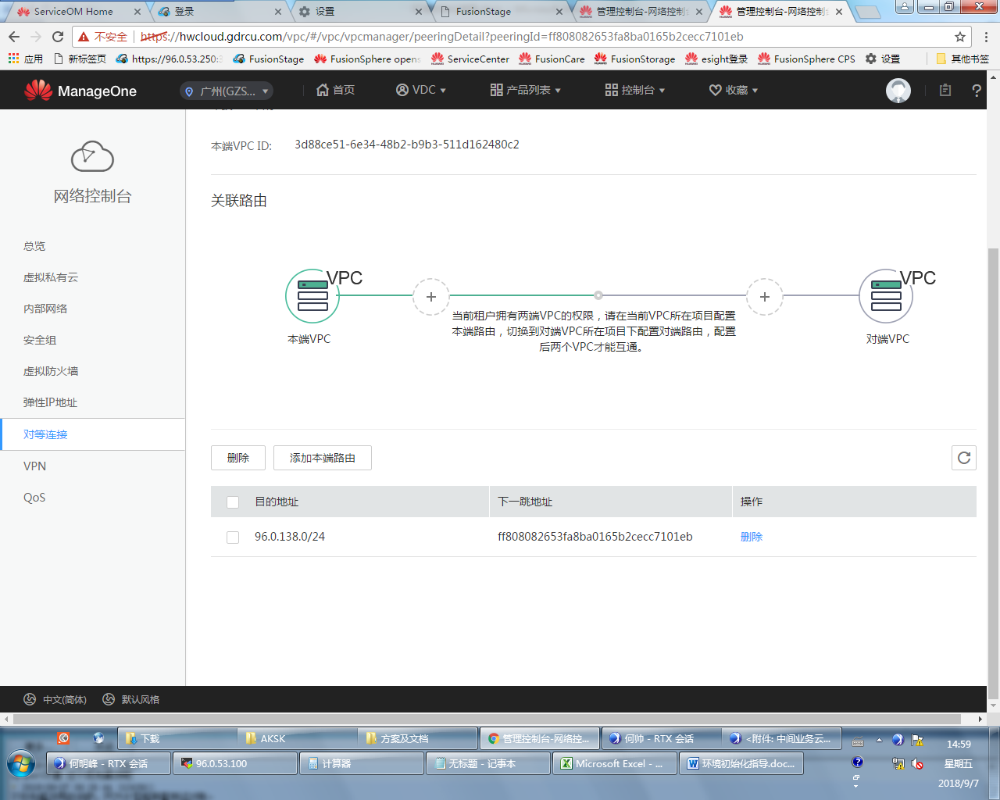 ServiceOM Home
登录
设置
FusionStage
管理控制台-网络控制
管理控制台-网络控制
不安全
https://hwcloud.gdrcu.com/vpc/#/vpc/vpcmanager/peeringDetail?peeringId=ff808082653fa8ba0165b2cecc7101eb
应用
新标签页
https://96.0.53.250:
FusionStage
FusionSphere opens
ServiceCenter
FusionCare
FusionStorage
esight登录
FusionSphere CPS
设置
其他书签
ManageOne
广州(GZS...
首页
VDC
产品列表
控制台
收藏
网络控制台
总览
虚拟私有云
内部网络
安全组
虚拟防火墙
弹性IP地址
对等连接
VPN
QoS
本端VPC ID:
3d88ce51-6e34-48b2-b9b3-511d162480c2
关联路由
VPC
VPC
当前租户拥有两端VPC的权限，请在当前VPC所在项目配置
本端路由，切换到对端VPC所在项目下配置对端路由，配置
后两个VPC才能互通。
本端VPC
对端VPC
删除
添加本端路由
目的地址
下一跳地址
操作
96.0.138.0/24
ff808082653fa8ba0165b2cecc7101eb
删除
中文(简体)
默认风格
下载
AKSK
方案及文档
管理控制台-网络控...
何帅 - RTX 会话
<附件: 中间业务云...
14:59
何明峰 - RTX 会话
96.0.53.100
计算器
无标题 - 记事本
Microsoft Excel - ...
环境初始化指导.doc...
星期五
2018/9/7